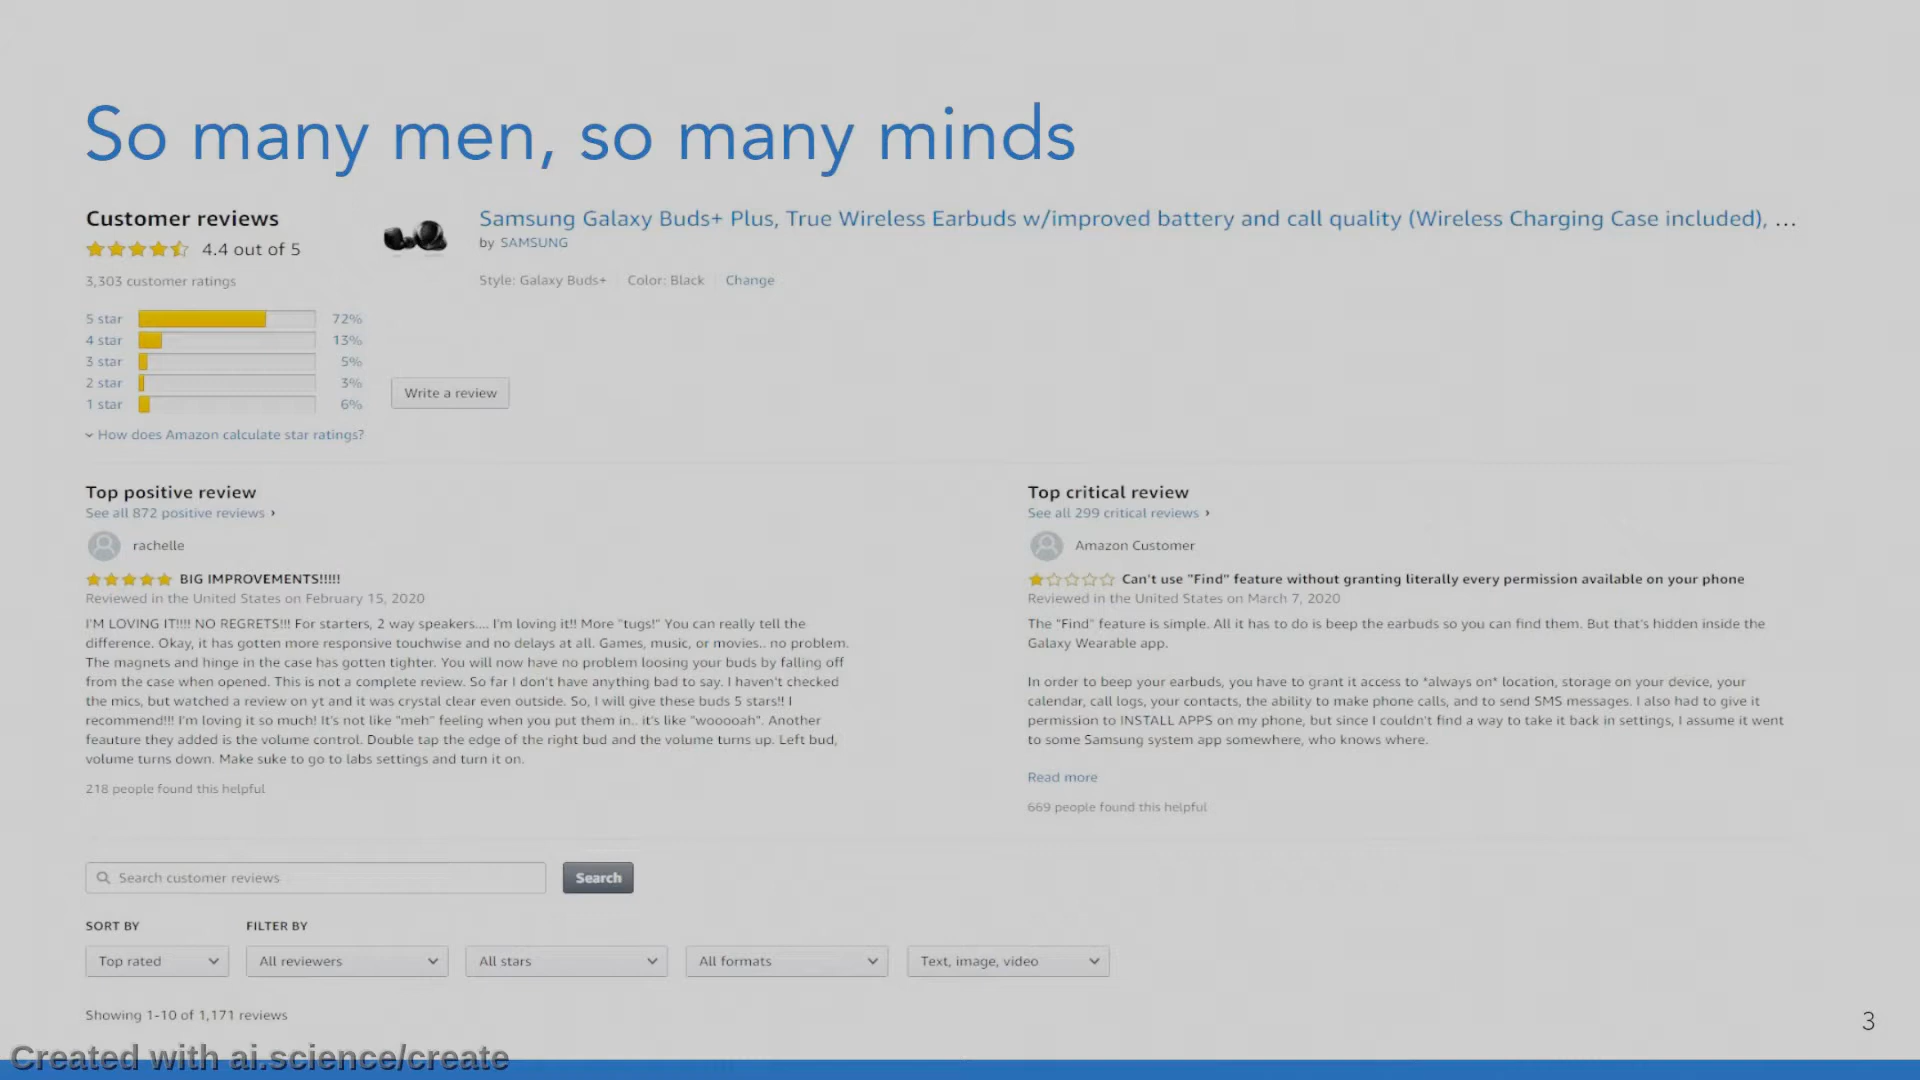 So many men, so many minds
Customer reviews
4.4 out of 5
3,303 customer ratings
5 star 72%
4 star 13%
3 star 5%
2 star 3%
1 star 6%
How does Amazon calculate star ratings?
Samsung Galaxy Buds+ Plus, True Wireless Earbuds w/improved battery and call quality (Wireless Charging Case included), ...
by SAMSUNG
Style: Galaxy Buds+ Color: Black Change
Write a review
Top positive review
See all 872 positive reviews ›
rachelle
BIG IMPROVEMENTS!!!!!
Reviewed in the United States on February 15, 2020
I'M LOVING IT!!!! NO REGRETS!!! For starters, 2 way speakers.... I'm loving it!! More "tugs!" You can really tell the
difference. Okay, it has gotten more responsive touchwise and no delays at all. Games, music, or movies.. no problem.
The magnets and hinge in the case has gotten tighter. You will now have no problem loosing your buds by falling off
from the case when opened. This is not a complete review. So far I don't have anything bad to say. I haven't checked
the mics, but watched a review on yt and it was crystal clear even outside. So, I will give these buds 5 stars!! I
recommend!!! I'm loving it so much! It's not like "meh" feeling when you put them in.. it's like "wooooah". Another
feauture they added is the volume control. Double tap the edge of the right bud and the volume turns up. Left bud,
volume turns down. Make suke to go to labs settings and turn it on.
218 people found this helpful
Top critical review
See all 299 critical reviews ›
Amazon Customer
Can't use "Find" feature without granting literally every permission available on your phone
Reviewed in the United States on March 7, 2020
The "Find" feature is simple. All it has to do is beep the earbuds so you can find them. But that's hidden inside the
Galaxy Wearable app.
In order to beep your earbuds, you have to grant it access to *always on* location, storage on your device, your
calendar, call logs, your contacts, the ability to make phone calls, and to send SMS messages. I also had to give it
permission to INSTALL APPS on my phone, but since I couldn't find a way to take it back in settings, I assume it went
to some Samsung system app somewhere, who knows where.
Read more
669 people found this helpful
Search customer reviews Search
SORT BY FILTER BY
Top rated All reviewers All stars All formats Text, image, video
Showing 1-10 of 1,171 reviews
3
Created with ai.science/create